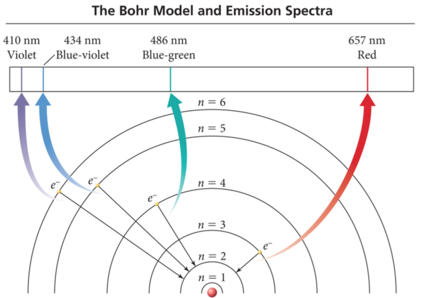 The Bohr Model and Emission Spectra
410 nm
Violet
434 nm
Blue-violet
486 nm
Blue-green
657 nm
Red
n = 6
n = 5
e⁻
e⁻
n = 4
e⁻
n = 3
e⁻
n = 2
n = 1